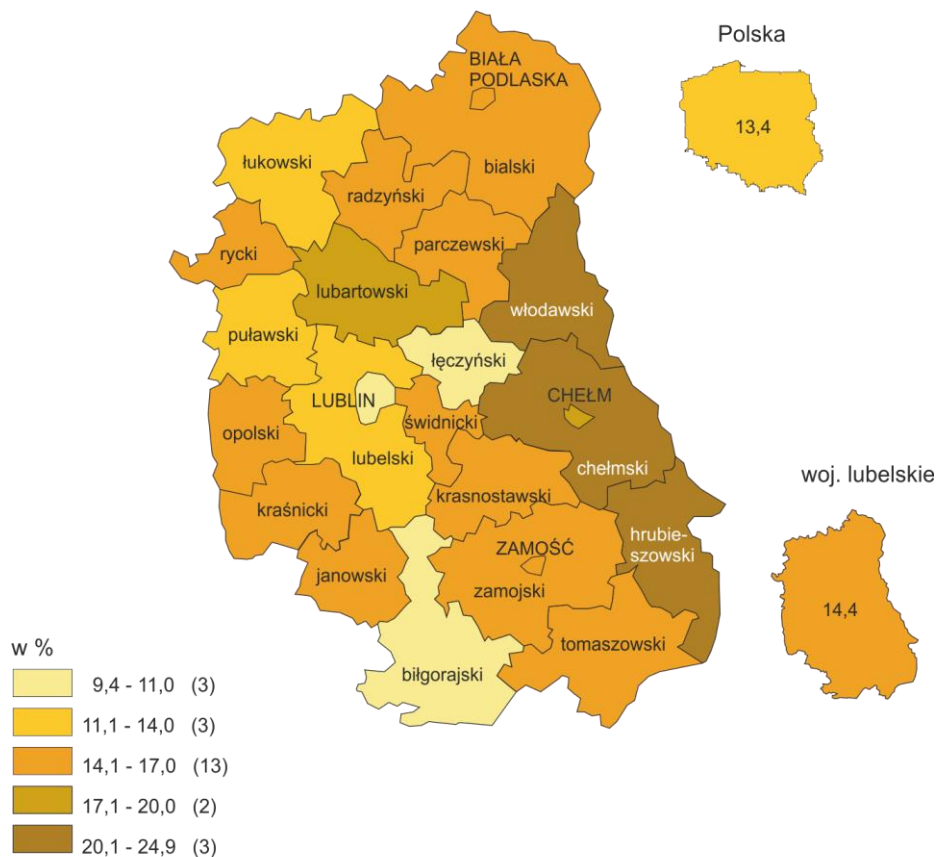 Polska
13,4
BIAŁA
PODLASKA
łukowski
bialski
radzyński
rycki
parczewski
lubartowski
włodawski
puławski
łęczyński
LUBLIN
CHEŁM
świdnicki
opolski
lubelski
chełmski
woj. lubelskie
krasnostawski
kraśnicki
hrubie-
szowski
ZAMOŚĆ
janowski
zamojski
14,4
tomaszowski
biłgorajski
w %
9,4 - 11,0 (3)
11,1 - 14,0 (3)
14,1 - 17,0 (13)
17,1 - 20,0 (2)
20,1 - 24,9 (3)